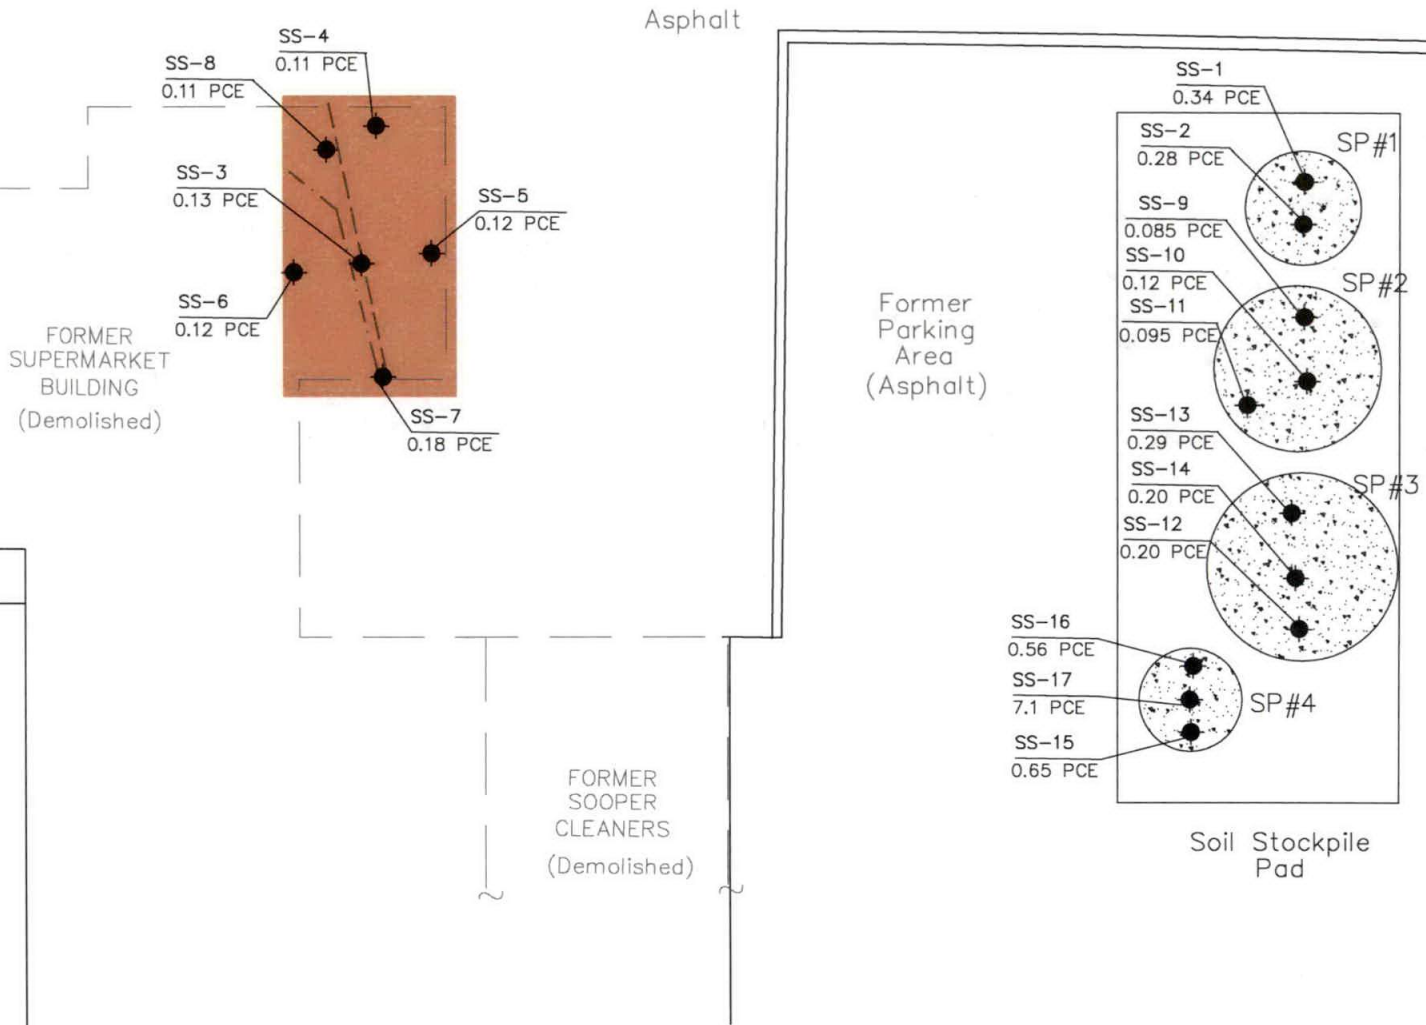 Asphalt
SS-4
0.11 PCE
SS-8
0.11 PCE
SS-3
0.13 PCE
SS-5
0.12 PCE
SS-6
0.12 PCE
SS-7
0.18 PCE
FORMER
SUPERMARKET
BUILDING
(Demolished)
FORMER
SOOPER
CLEANERS
(Demolished)
Former
Parking
Area
(Asphalt)
SS-1
0.34 PCE
SS-2
0.28 PCE
SP#1
SS-9
0.085 PCE
SS-10
0.12 PCE
SS-11
0.095 PCE
SP#2
SS-13
0.29 PCE
SS-14
0.20 PCE
SS-12
0.20 PCE
SP#3
SS-16
0.56 PCE
SS-17
7.1 PCE
SS-15
0.65 PCE
SP#4
Soil Stockpile
Pad